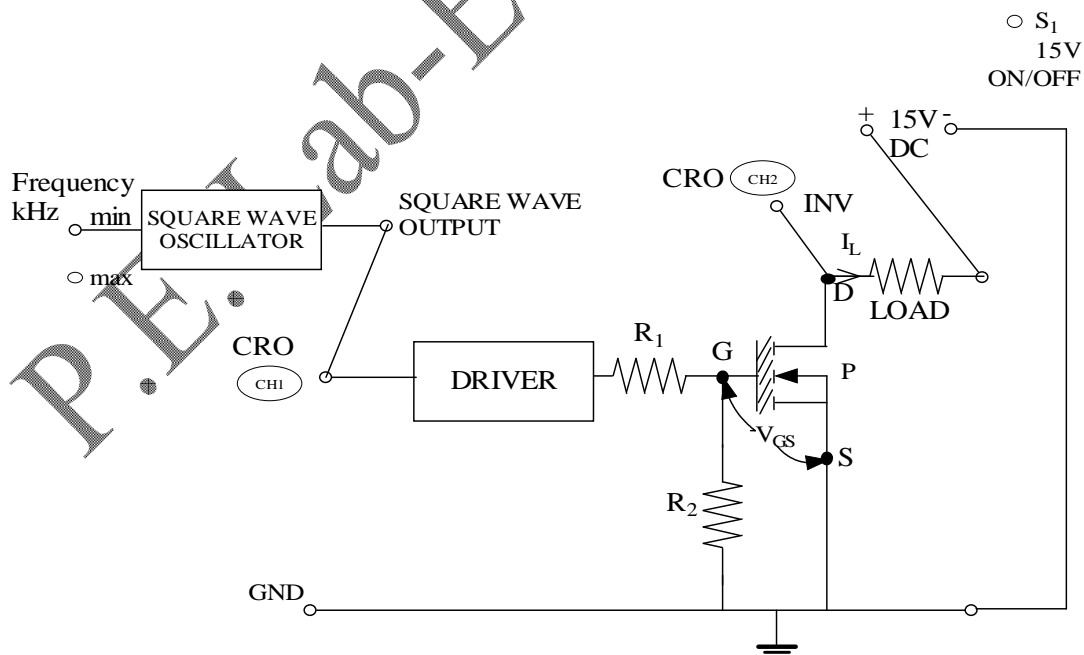 S1
15V
ON/OFF
+ 15V -
DC
CRO CH2
INV
Frequency
kHz
min
max
SQUARE WAVE
OSCILLATOR
SQUARE WAVE
OUTPUT
IL
D
LOAD
CRO
CH1
DRIVER
R1
G
P
-VGS
S
R2
GND
P.E.Lab-E